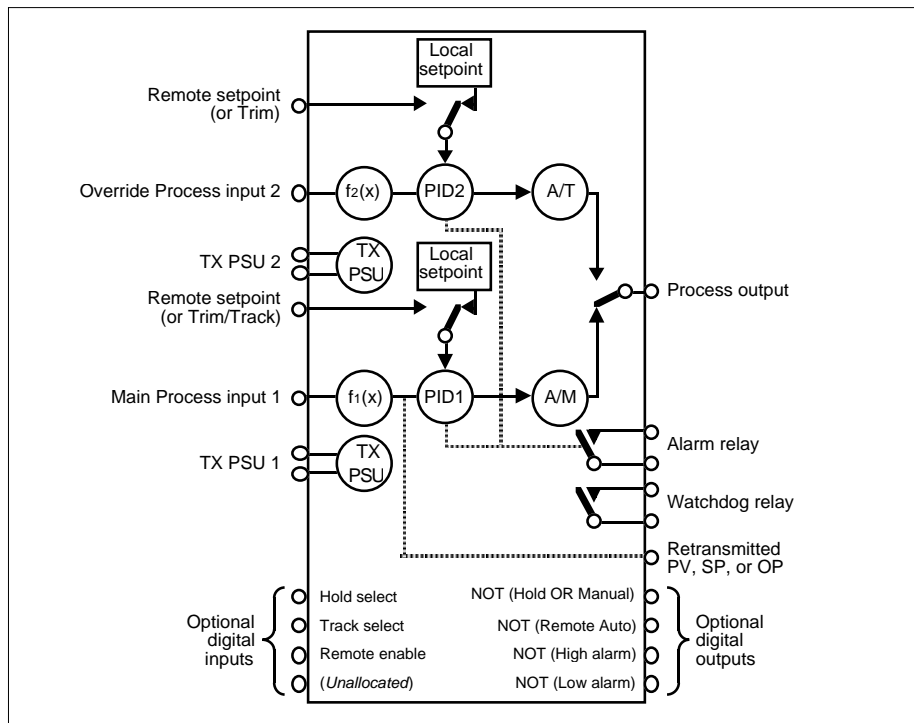 Local
setpoint
Remote setpoint
(or Trim)
Override Process input 2
f2(x)
PID2
A/T
TX PSU 2
TX
PSU
Local
setpoint
Process output
Remote setpoint
(or Trim/Track)
Main Process input 1
f1(x)
PID1
A/M
Alarm relay
TX PSU 1
TX
PSU
Watchdog relay
Retransmitted
PV, SP, or OP
Optional
digital
inputs
Hold select
Track select
Remote enable
(Unallocated)
NOT (Hold OR Manual)
NOT (Remote Auto)
NOT (High alarm)
NOT (Low alarm)
Optional
digital
outputs